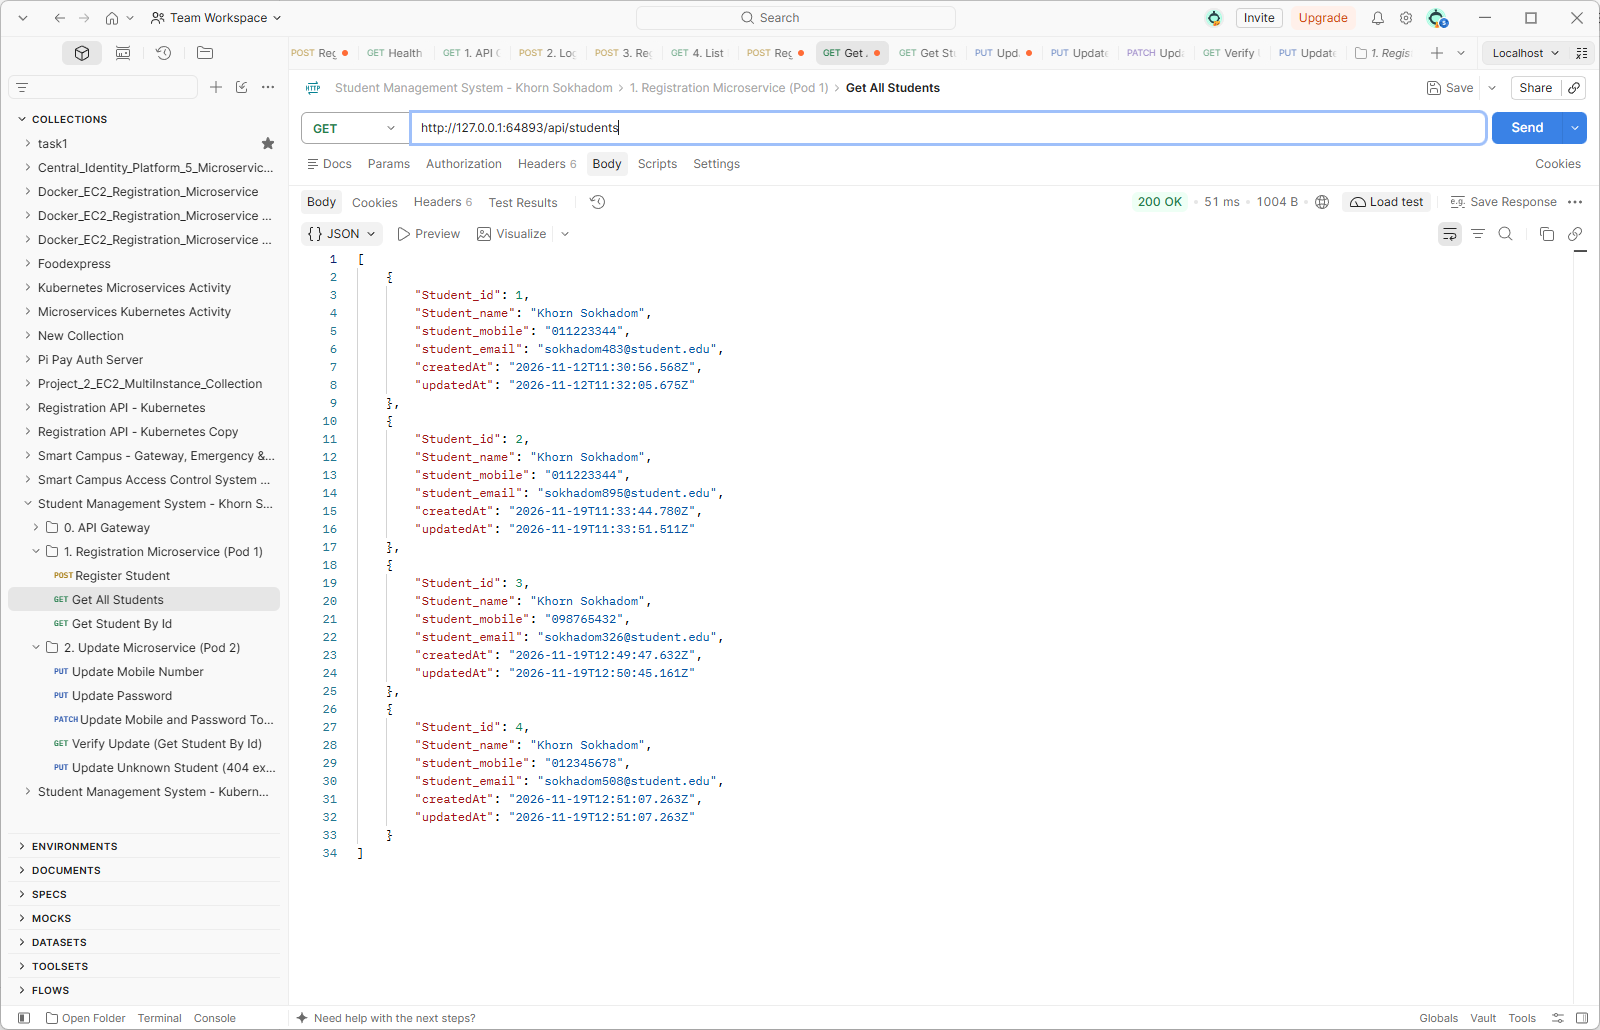 Team Workspace
Search
Invite
Upgrade
POST Reg
GET Health
GET 1. API
POST 2. Lo
POST 3. Re
GET 4. List
POST Reg
GET Get
GET Get St
PUT Upd
PUT Update
PATCH Upd
GET Verify
PUT Update
1. Regis
Localhost
COLLECTIONS
task1
Central_Identity_Platform_5_Microservic...
Docker_EC2_Registration_Microservice
Docker_EC2_Registration_Microservice ...
Docker_EC2_Registration_Microservice ...
Foodexpress
Kubernetes Microservices Activity
Microservices Kubernetes Activity
New Collection
Pi Pay Auth Server
Project_2_EC2_MultiInstance_Collection
Registration API - Kubernetes
Registration API - Kubernetes Copy
Smart Campus - Gateway, Emergency &...
Smart Campus Access Control System ...
Student Management System - Khorn S...
0. API Gateway
1. Registration Microservice (Pod 1)
POST Register Student
GET Get All Students
GET Get Student By Id
2. Update Microservice (Pod 2)
PUT Update Mobile Number
PUT Update Password
PATCH Update Mobile and Password To...
GET Verify Update (Get Student By Id)
PUT Update Unknown Student (404 ex...
Student Management System - Kubern...
ENVIRONMENTS
DOCUMENTS
SPECS
MOCKS
DATASETS
TOOLSETS
FLOWS
HTTP Student Management System - Khorn Sokhadom > 1. Registration Microservice (Pod 1) > Get All Students
Save
Share
GET http://127.0.0.1:64893/api/students
Send
Docs Params Authorization Headers 6 Body Scripts Settings
Cookies
Body Cookies Headers 6 Test Results
200 OK • 51 ms • 1004 B
Load test
e.g. Save Response
{} JSON
Preview
Visualize
1 [
2 {
3 "Student_id": 1,
4 "Student_name": "Khorn Sokhadom",
5 "student_mobile": "011223344",
6 "student_email": "sokhadom483@student.edu",
7 "createdAt": "2026-11-12T11:30:56.568Z",
8 "updatedAt": "2026-11-12T11:32:05.675Z"
9 },
10 {
11 "Student_id": 2,
12 "Student_name": "Khorn Sokhadom",
13 "student_mobile": "011223344",
14 "student_email": "sokhadom895@student.edu",
15 "createdAt": "2026-11-19T11:33:44.780Z",
16 "updatedAt": "2026-11-19T11:33:51.511Z"
17 },
18 {
19 "Student_id": 3,
20 "Student_name": "Khorn Sokhadom",
21 "student_mobile": "098765432",
22 "student_email": "sokhadom326@student.edu",
23 "createdAt": "2026-11-19T12:49:47.632Z",
24 "updatedAt": "2026-11-19T12:50:45.161Z"
25 },
26 {
27 "Student_id": 4,
28 "Student_name": "Khorn Sokhadom",
29 "student_mobile": "012345678",
30 "student_email": "sokhadom508@student.edu",
31 "createdAt": "2026-11-19T12:51:07.263Z",
32 "updatedAt": "2026-11-19T12:51:07.263Z"
33 }
34 ]
Open Folder Terminal Console
Need help with the next steps?
Globals Vault Tools